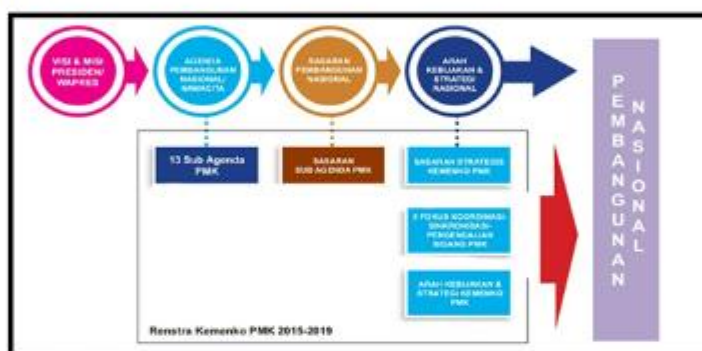 VISI & MISI
PRESIDEN/
WAPRES
AGENDA
PEMBANGUNAN
NASIONAL/
NAWACITA
SASARAN
PEMBANGUNAN
NASIONAL
ARAH
KEBIJAKAN &
STRATEGI
NASIONAL
13 Sub Agenda
PMK
SASARAN
SUB AGENDA PMK
SASARAN STRATEGIS
KEMENKO PMK
FOKUS KOORDINASI-
SINKRONISASI-
PENGENDALIAN
BIDANG PMK
ARAH KEBIJAKAN &
STRATEGI KEMENKO
PMK
Renstra Kemenko PMK 2015-2019
PEMBANGUNAN
NASIONAL